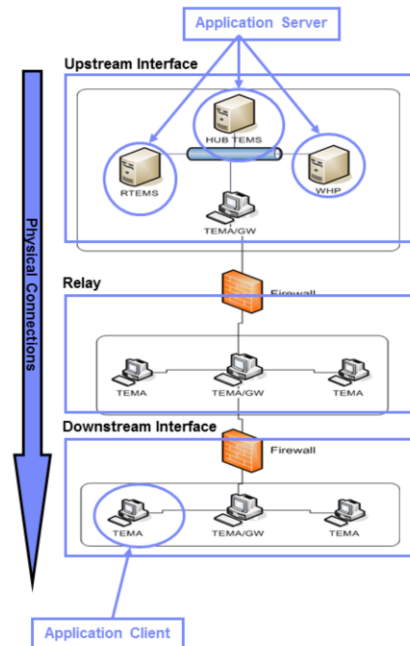 Application Server
Upstream Interface
HUB TEMS
RTEMS
WHP
TEMA/GW
Physical Connections
Firewall
Relay
TEMA
TEMA/GW
TEMA
Downstream Interface
Firewall
TEMA
TEMA/GW
TEMA
Application Client